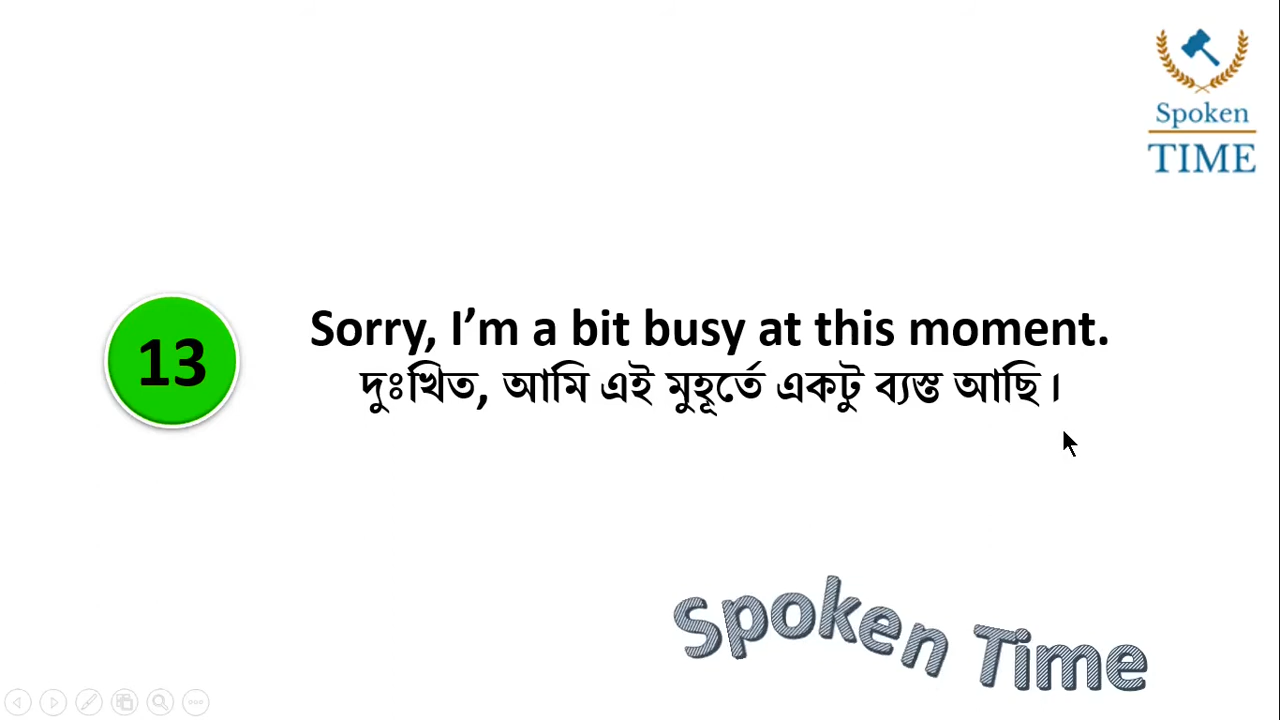 Spoken
TIME
13
Sorry, I’m a bit busy at this moment.
দুঃখিত, আমি এই মুহূর্তে একটু ব্যস্ত আছি।
Spoken Time